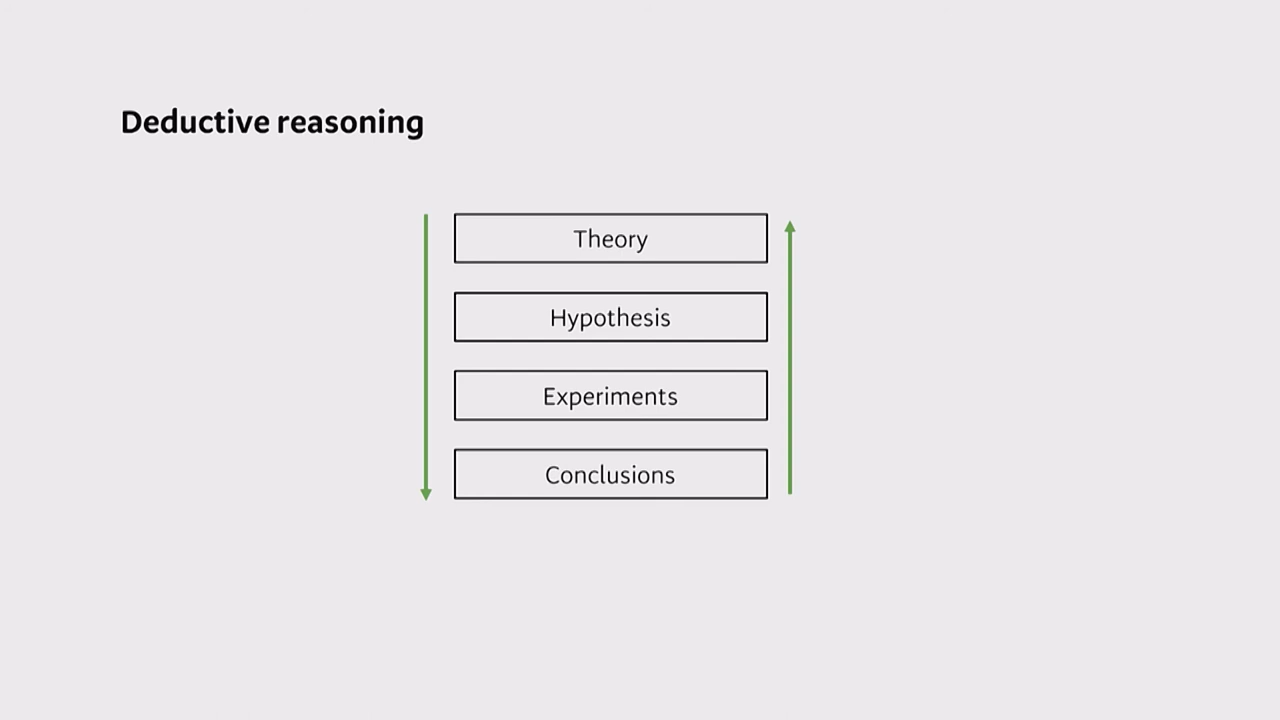 Deductive reasoning
Theory
Hypothesis
Experiments
Conclusions